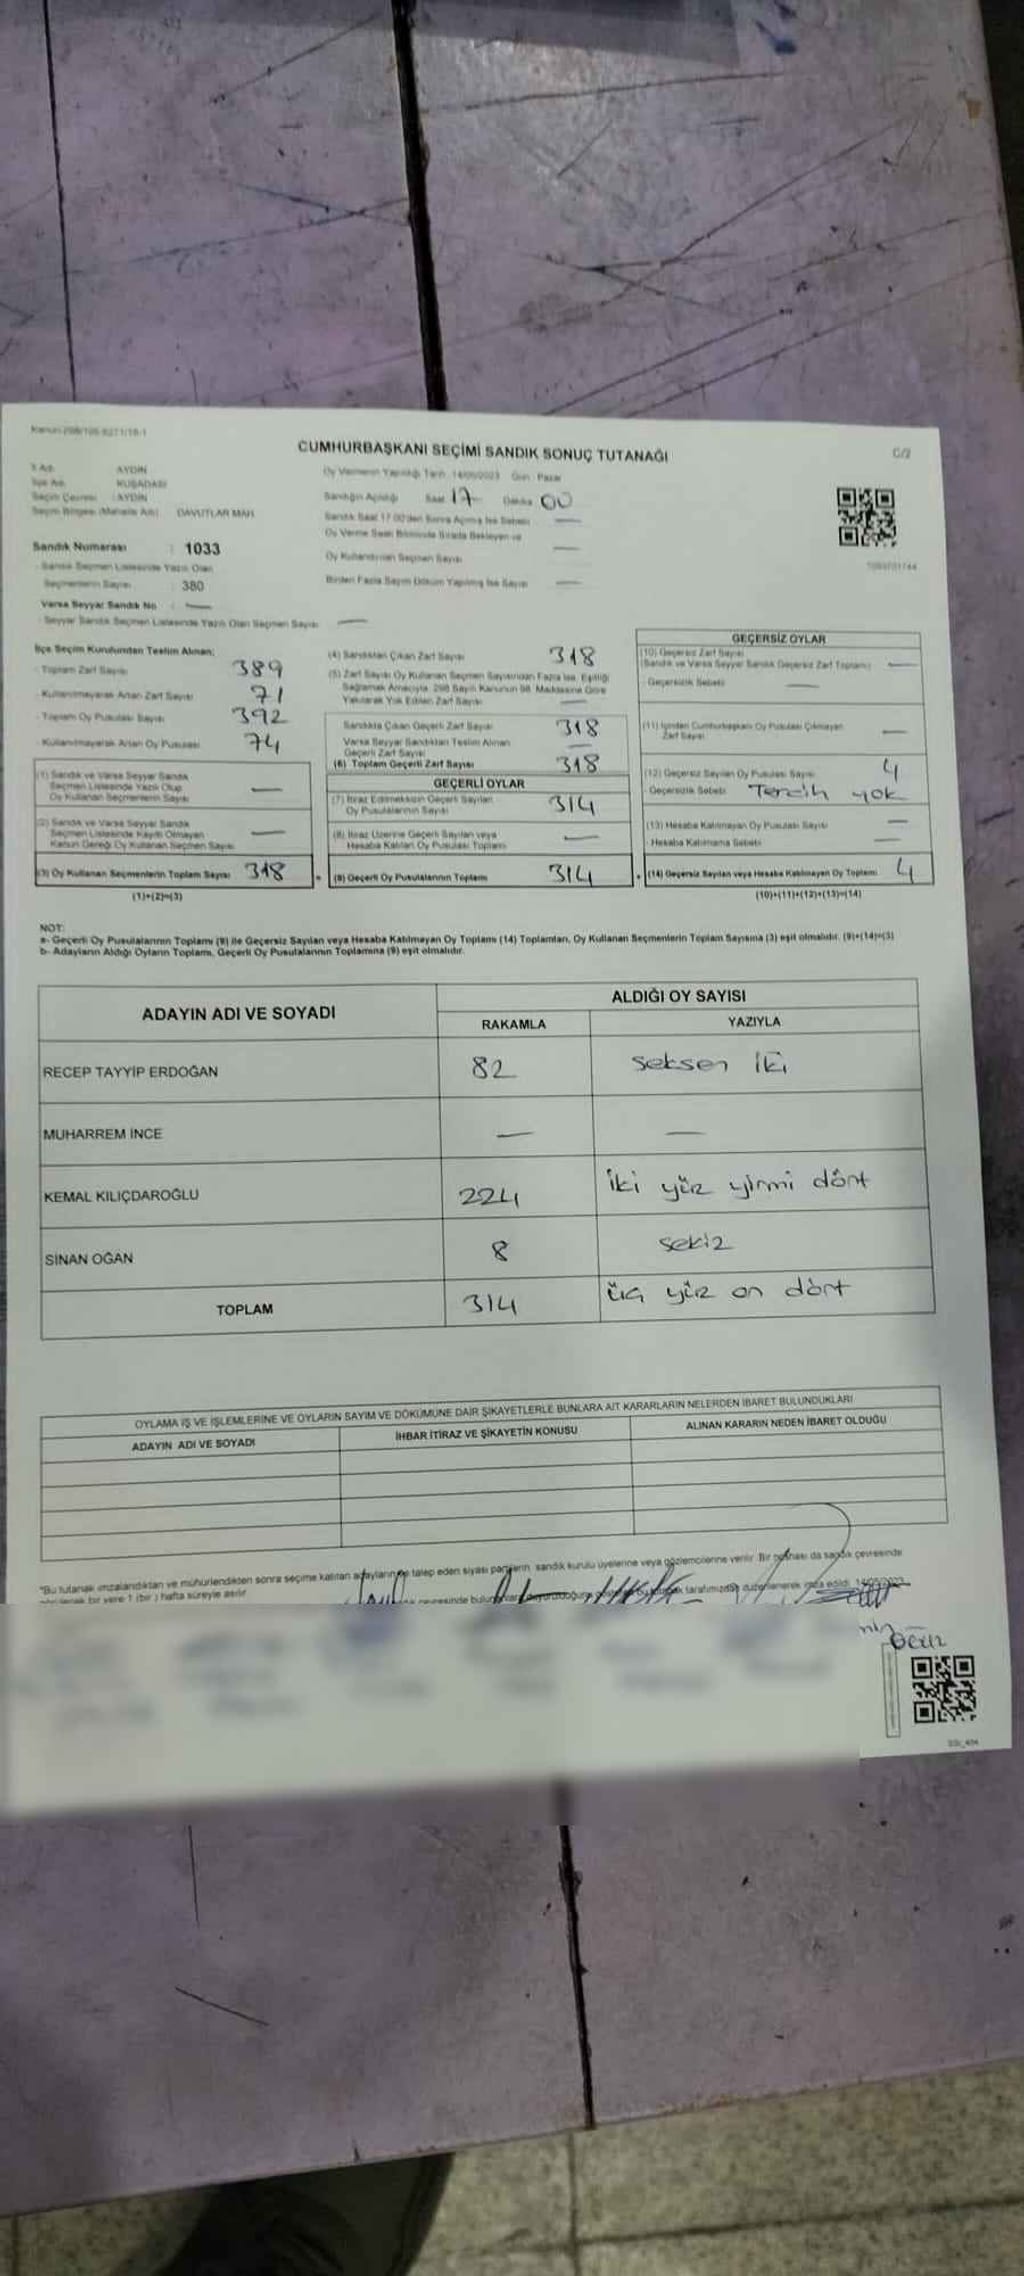 CUMHURBAŞKANI SEÇİMİ SANDIK SONUÇ TUTANAĞI
C/2
İl Adı AYDIN
İlçe Adı KUŞADASI
Seçim Çevresi : AYDIN
Seçim Bölgesi (Mahalle Adı) DAVUTLAR MAH.
Oy Vermenin Yapıldığı Tarih 14/05/2023 Gün Pazar
Sandığın Açıldığı Saat 17 Dakika 00
Sandık Saat 17.00'den Sonra Açılmış İse Sebebi —
Oy Verme Saati Bitiminde Sırada Bekleyen ve
Oy Kullandırılan Seçmen Sayısı —
Birden Fazla Sayım Döküm Yapılmış İse Sayısı —
Sandık Numarası : 1033
Sandık Seçmen Listesinde Yazılı Olan
Seçmenlerin Sayısı : 380
Varsa Seyyar Sandık No : —
Seyyar Sandık Seçmen Listesinde Yazılı Olan Seçmen Sayısı —
İlçe Seçim Kurulundan Teslim Alınan;
- Toplam Zarf Sayısı 389
- Kullanılmayarak Artan Zarf Sayısı 71
- Toplam Oy Pusulası Sayısı 392
- Kullanılmayarak Artan Oy Pusulası 74
(1) Sandık ve Varsa Seyyar Sandık
Seçmen Listesinde Yazılı Olup
Oy Kullanan Seçmenlerin Sayısı —
(2) Sandık ve Varsa Seyyar Sandık
Seçmen Listesinde Kayıtlı Olmayan
Kanun Gereği Oy Kullanan Seçmen Sayısı —
(3) Oy Kullanan Seçmenlerin Toplam Sayısı 318
(1)+(2)=(3)
(4) Sandıktan Çıkan Zarf Sayısı 318
(5) Zarf Sayısı Oy Kullanan Seçmen Sayısından Fazla İse, Eşitliği
Sağlamak Amacıyla, 298 Sayılı Kanunun 98. Maddesine Göre
Yakılarak Yok Edilen Zarf Sayısı —
Sandıkta Çıkan Geçerli Zarf Sayısı 318
Varsa Seyyar Sandıktan Teslim Alınan
Geçerli Zarf Sayısı —
(6) Toplam Geçerli Zarf Sayısı 318
GEÇERLİ OYLAR
(7) İtiraz Edilmeksizin Geçerli Sayılan
Oy Pusulalarının Sayısı 314
(8) İtiraz Üzerine Geçerli Sayılan veya
Hesaba Katılan Oy Pusulası Toplamı —
(9) Geçerli Oy Pusulalarının Toplamı 314
GEÇERSİZ OYLAR
(10) Geçersiz Zarf Sayısı
(Sandık ve Varsa Seyyar Sandık Geçersiz Zarf Toplamı) —
- Geçersizlik Sebebi —
(11) İçinden Cumhurbaşkanı Oy Pusulası Çıkmayan
Zarf Sayısı —
(12) Geçersiz Sayılan Oy Pusulası Sayısı 4
Geçersizlik Sebebi Tercih yok
(13) Hesaba Katılmayan Oy Pusulası Sayısı —
- Hesaba Katılmama Sebebi —
(14) Geçersiz Sayılan veya Hesaba Katılmayan Oy Toplamı 4
(10)+(11)+(12)+(13)=(14)
NOT:
a- Geçerli Oy Pusulalarının Toplamı (9) ile Geçersiz Sayılan veya Hesaba Katılmayan Oy Toplamı (14) Toplamları, Oy Kullanan Seçmenlerin Toplam Sayısına (3) eşit olmalıdır. (9)+(14)=(3)
b- Adayların Aldığı Oyların Toplamı, Geçerli Oy Pusulalarının Toplamına (9) eşit olmalıdır.
ADAYIN ADI VE SOYADI
ALDIĞI OY SAYISI
RAKAMLA YAZIYLA
RECEP TAYYİP ERDOĞAN 82 seksen iki
MUHARREM İNCE — —
KEMAL KILIÇDAROĞLU 224 iki yüz yirmi dört
SİNAN OĞAN 8 sekiz
TOPLAM 314 üç yüz on dört
OYLAMA İŞ VE İŞLEMLERİNE VE OYLARIN SAYIM VE DÖKÜMÜNE DAİR ŞİKAYETLERLE BUNLARA AİT KARARLARIN NELERDEN İBARET BULUNDUKLARI
ADAYIN ADI VE SOYADI
İHBAR İTİRAZ VE ŞİKAYETİN KONUSU
ALINAN KARARIN NEDEN İBARET OLDUĞU
"Bu tutanak imzalandıktan ve mühürlendikten sonra seçime katılan adayların ve talep eden siyasi partilerin sandık kurulu üyelerine veya gözlemcilerine verilir. Bir nüshası da sandık çevresinde
bir yere 1 (bir) hafta süreyle asılır.